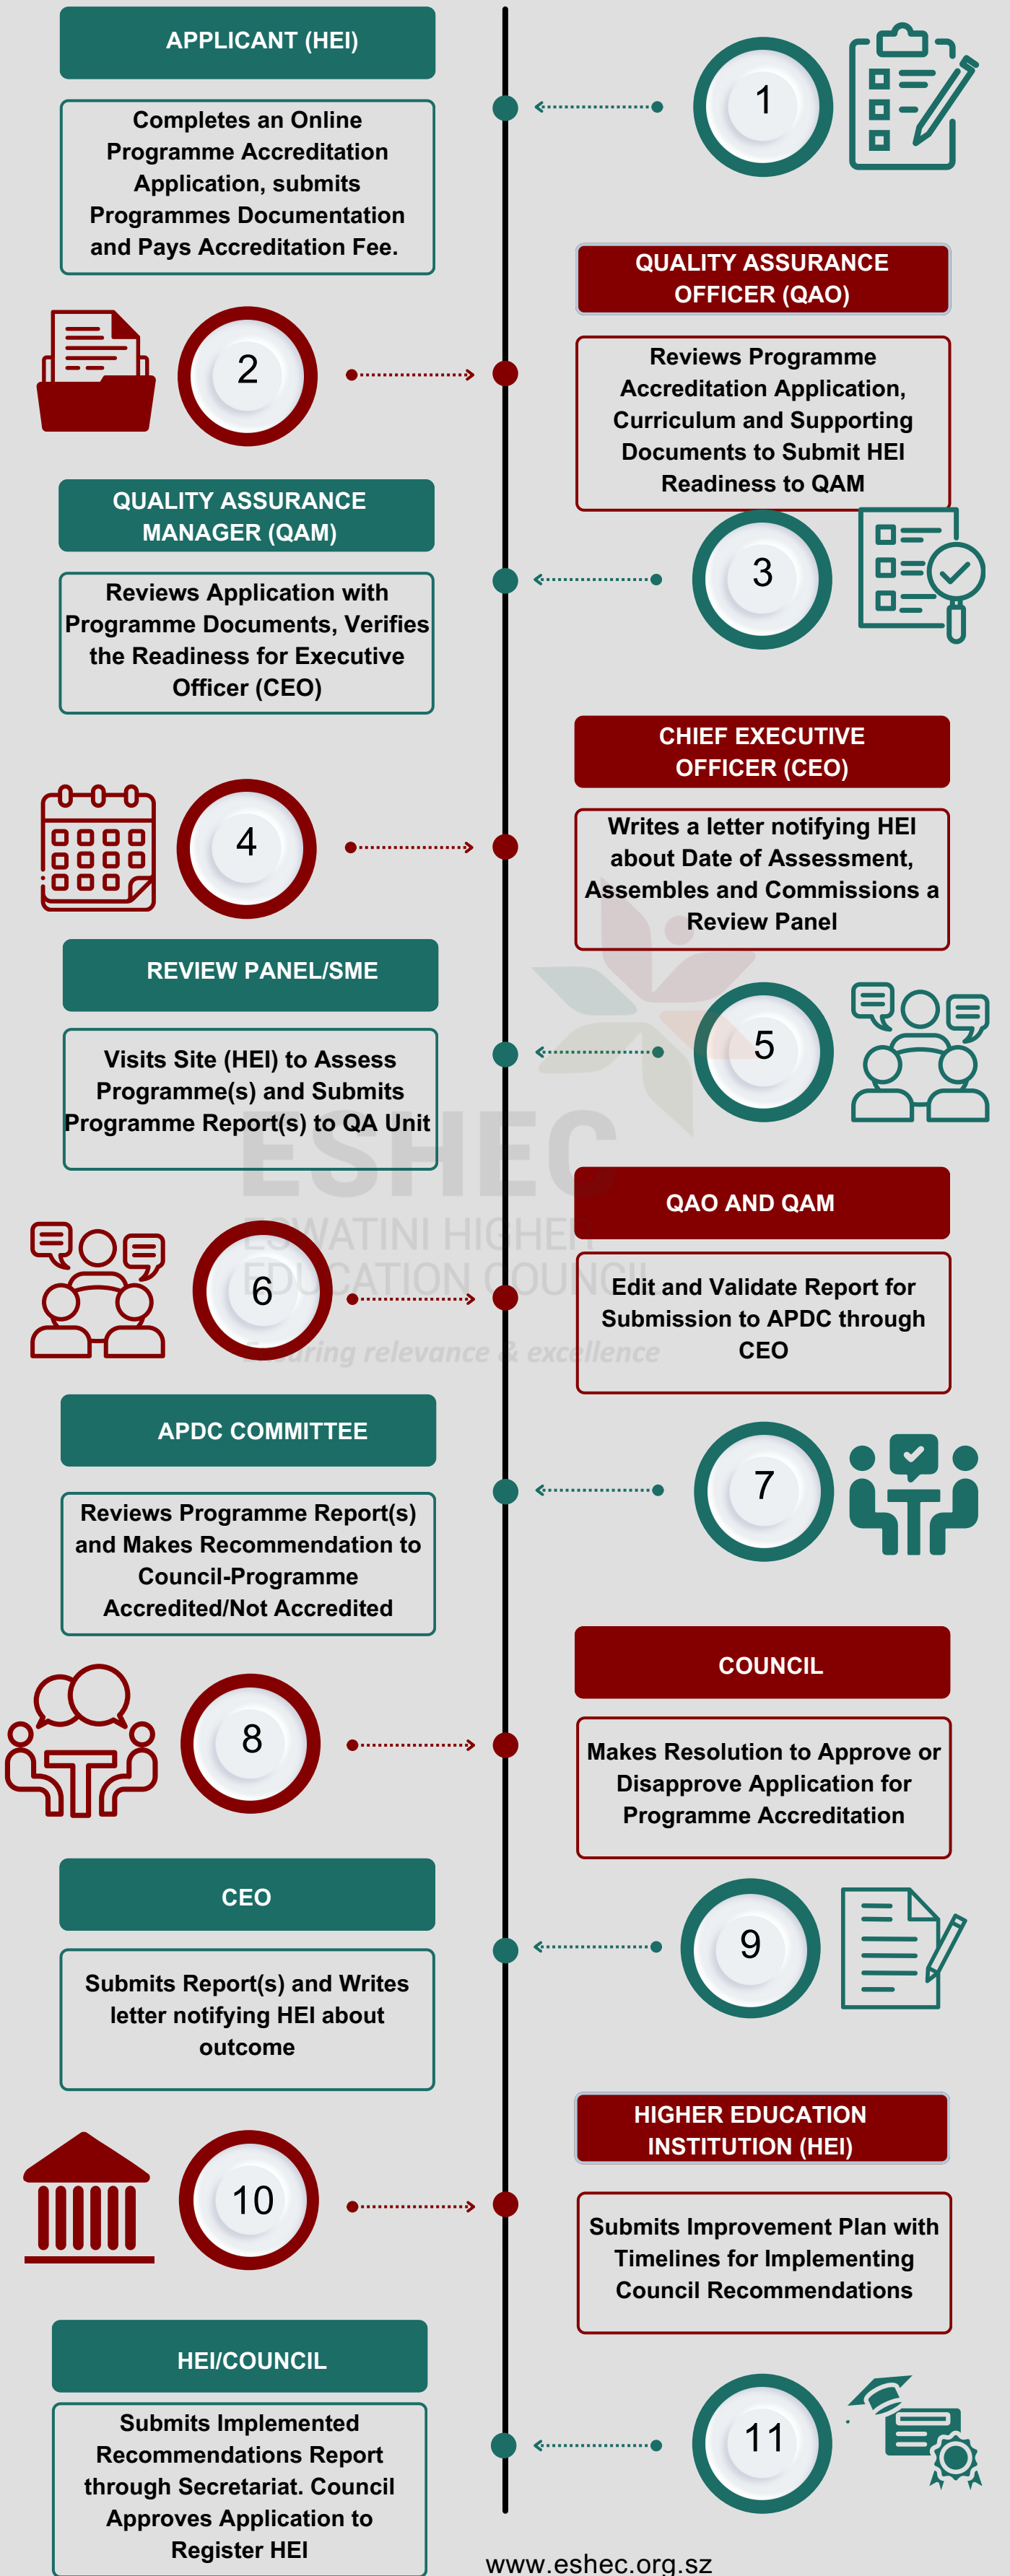 APPLICANT (HEI)
1
Completes an Online
Programme Accreditation
Application, submits
Programmes Documentation
and Pays Accreditation Fee.
QUALITY ASSURANCE
OFFICER (QAO)
2
Reviews Programme
Accreditation Application,
Curriculum and Supporting
Documents to Submit HEI
Readiness to QAM
QUALITY ASSURANCE
MANAGER (QAM)
3
Reviews Application with
Programme Documents, Verifies
the Readiness for Executive
Officer (CEO)
CHIEF EXECUTIVE
OFFICER (CEO)
4
Writes a letter notifying HEI
about Date of Assessment,
Assembles and Commissions a
Review Panel
REVIEW PANEL/SME
5
Visits Site (HEI) to Assess
Programme(s) and Submits
Programme Report(s) to QA Unit
ESHEC
ESWATINI HIGHER
EDUCATION COUNCIL
Ensuring relevance & excellence
QAO AND QAM
6
Edit and Validate Report for
Submission to APDC through
CEO
APDC COMMITTEE
7
Reviews Programme Report(s)
and Makes Recommendation to
Council-Programme
Accredited/Not Accredited
COUNCIL
8
Makes Resolution to Approve or
Disapprove Application for
Programme Accreditation
CEO
9
Submits Report(s) and Writes
letter notifying HEI about
outcome
HIGHER EDUCATION
INSTITUTION (HEI)
10
Submits Improvement Plan with
Timelines for Implementing
Council Recommendations
HEI/COUNCIL
11
Submits Implemented
Recommendations Report
through Secretariat. Council
Approves Application to
Register HEI
www.eshec.org.sz